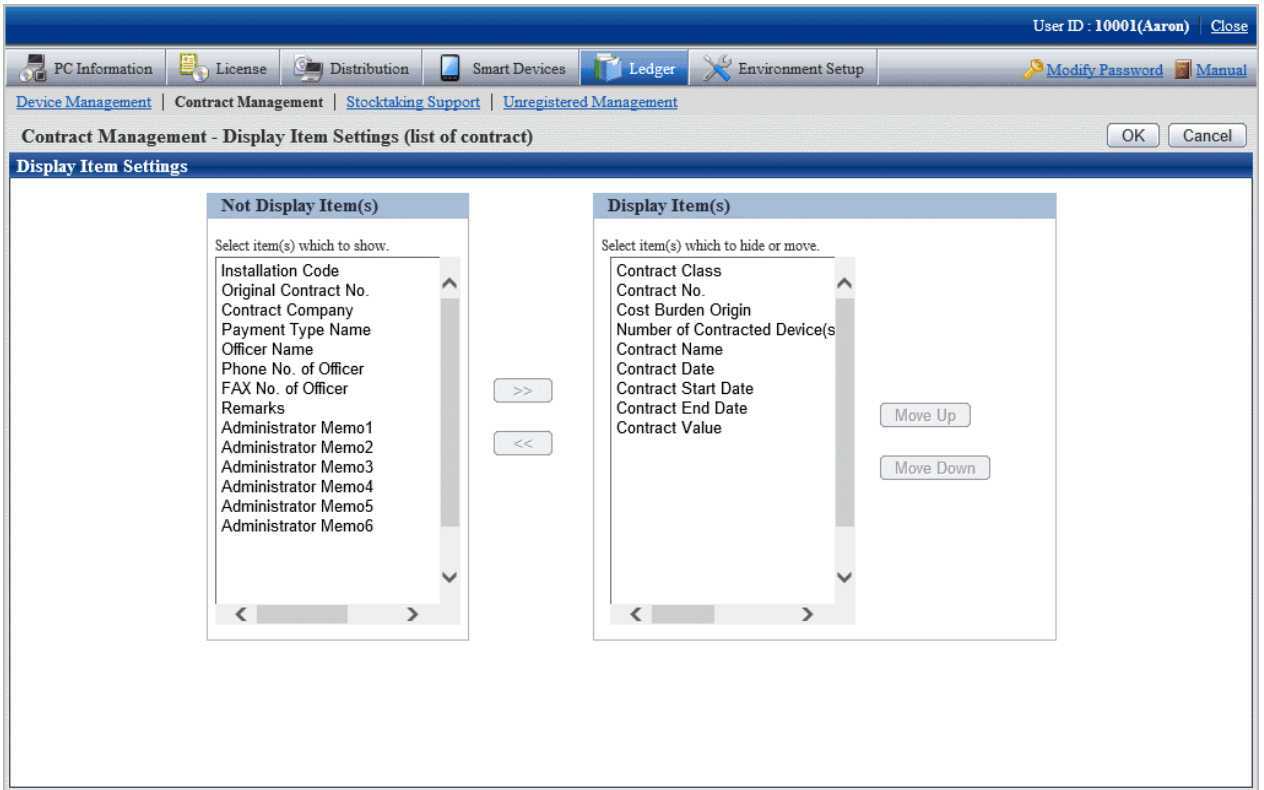 User ID : 10001(Aaron) Close
PC Information License Distribution Smart Devices Ledger Environment Setup Modify Password Manual
Device Management | Contract Management | Stocktaking Support | Unregistered Management
Contract Management - Display Item Settings (list of contract) OK Cancel
Display Item Settings
Not Display Item(s)
Select item(s) which to show.
Installation Code
Original Contract No.
Contract Company
Payment Type Name
Officer Name
Phone No. of Officer
FAX No. of Officer
Remarks
Administrator Memo1
Administrator Memo2
Administrator Memo3
Administrator Memo4
Administrator Memo5
Administrator Memo6
>>
<<
Display Item(s)
Select item(s) which to hide or move.
Contract Class
Contract No.
Cost Burden Origin
Number of Contracted Device(s
Contract Name
Contract Date
Contract Start Date
Contract End Date
Contract Value
Move Up
Move Down